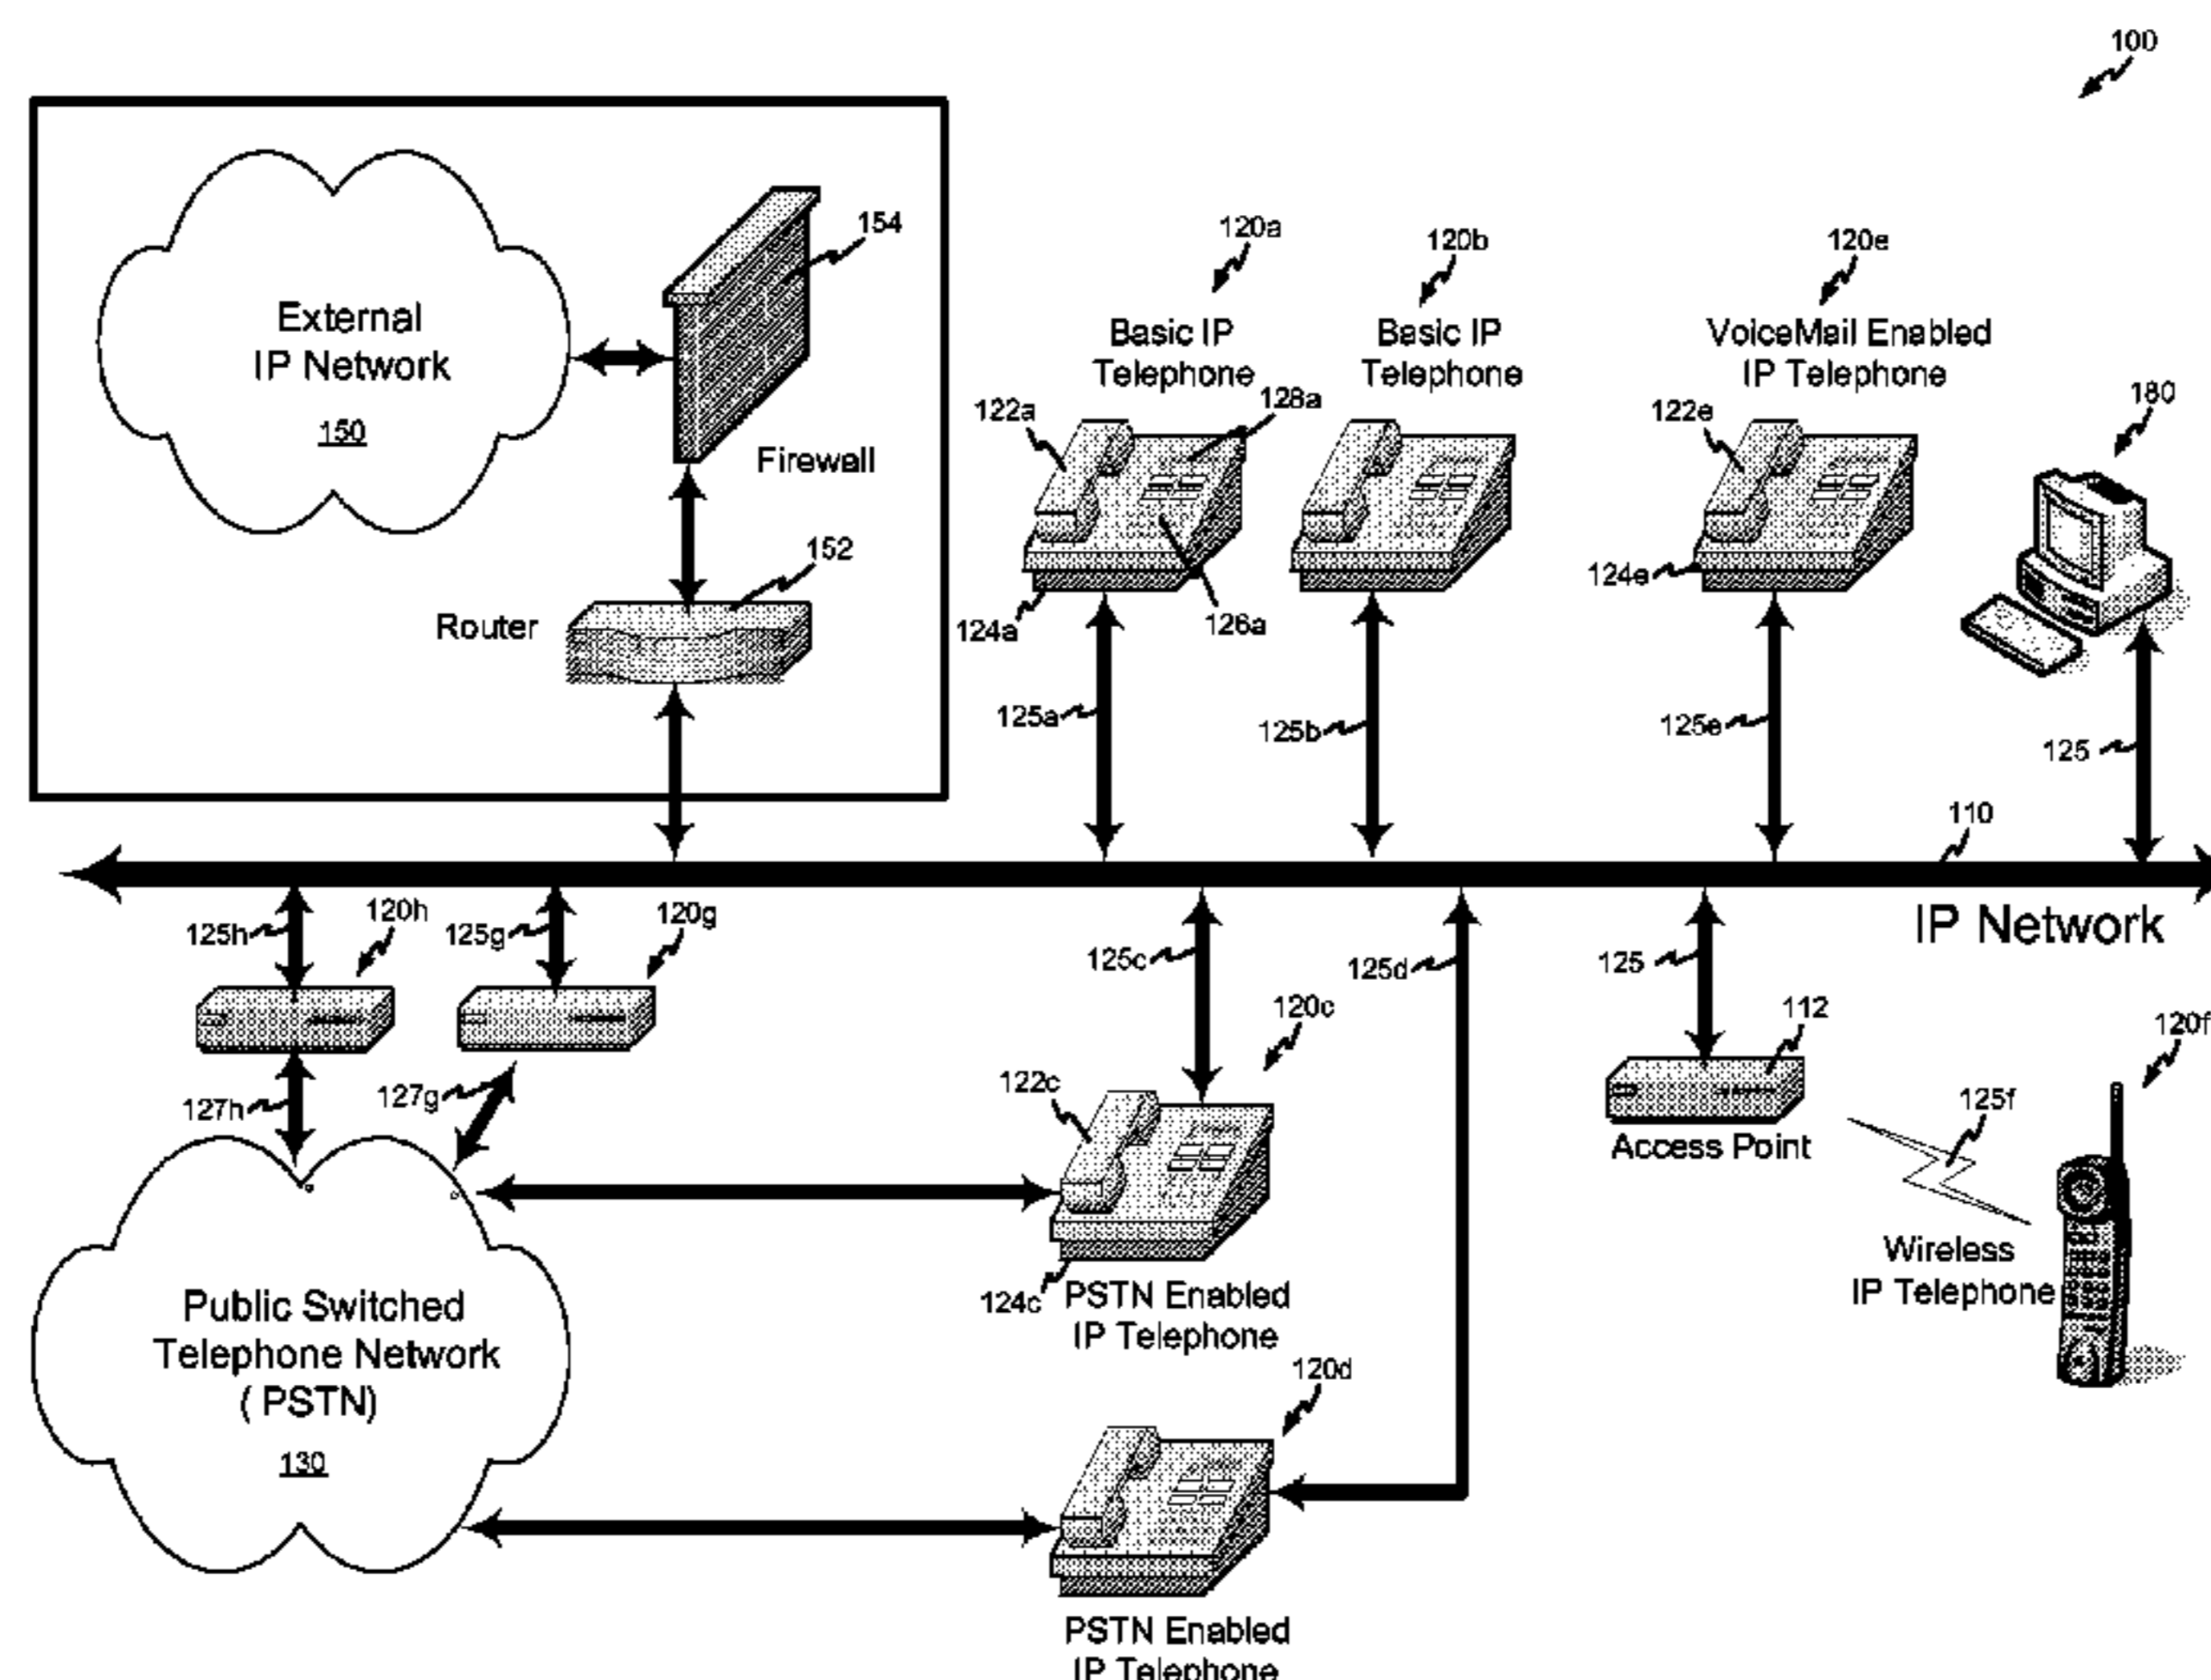 100
154
External
IP Network
150
Firewall
152
Router
120a
Basic IP
Telephone
122a
128a
124a
126a
125a
120b
Basic IP
Telephone
125b
120e
VoiceMail Enabled
IP Telephone
122e
124e
125e
180
125
110
IP Network
125h
120h
125g
120g
127h
127g
125c
120c
122c
124c
PSTN Enabled
IP Telephone
125d
120d
PSTN Enabled
IP Telephone
125
112
Access Point
125f
120f
Wireless
IP Telephone
Public Switched
Telephone Network
( PSTN)
130